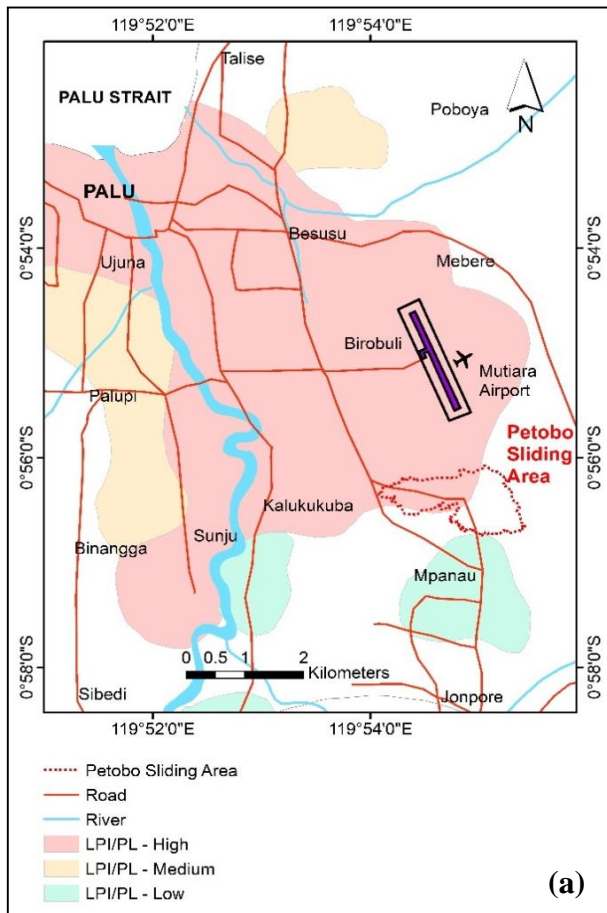 119°52'0"E 119°54'0"E
Talise
PALU STRAIT
Poboya
N
PALU
Besusu
0°54'0"S 0°54'0"S
Ujuna
Mebere
Birobuli
Mutiara
Airport
Palupi
Petobo
Sliding
Area
0°56'0"S 0°56'0"S
Kalukukuba
Binangga
Sunju
Mpanau
0°58'0"S 0°58'0"S
0 0.5 1 2
Kilometers
Sibedi
Jonpore
119°52'0"E 119°54'0"E
Petobo Sliding Area
Road
River
LPI/PL - High
LPI/PL - Medium
LPI/PL - Low
(a)